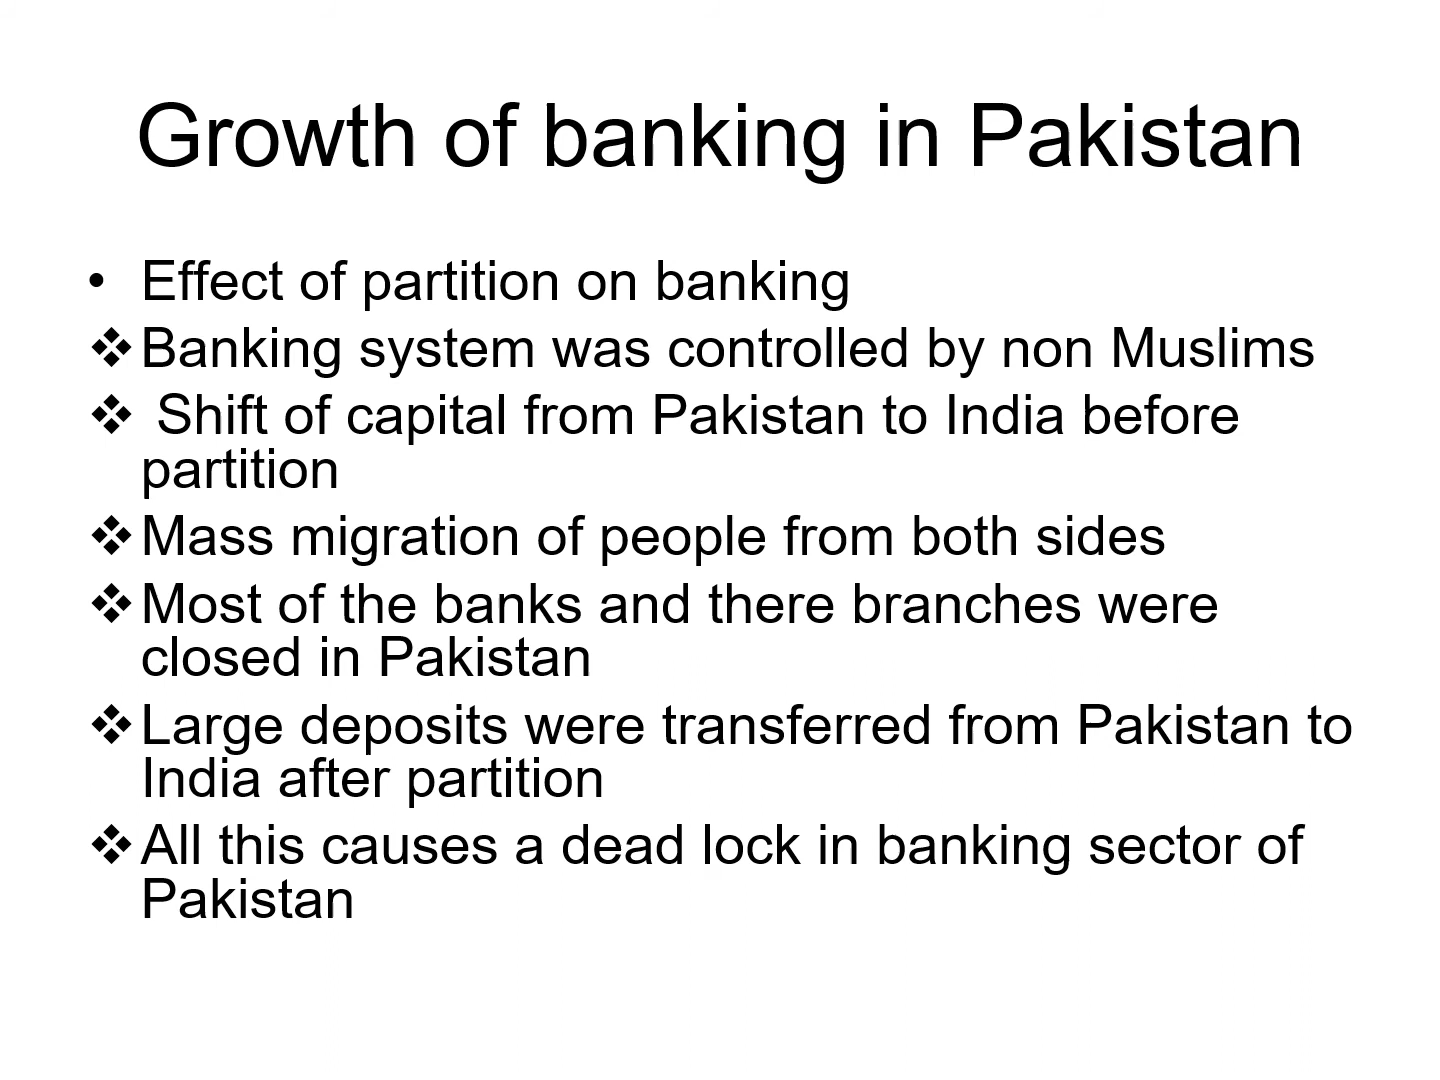 Growth of banking in Pakistan
• Effect of partition on banking
❖Banking system was controlled by non Muslims
❖ Shift of capital from Pakistan to India before
partition
❖Mass migration of people from both sides
❖Most of the banks and there branches were
closed in Pakistan
❖Large deposits were transferred from Pakistan to
India after partition
❖All this causes a dead lock in banking sector of
Pakistan